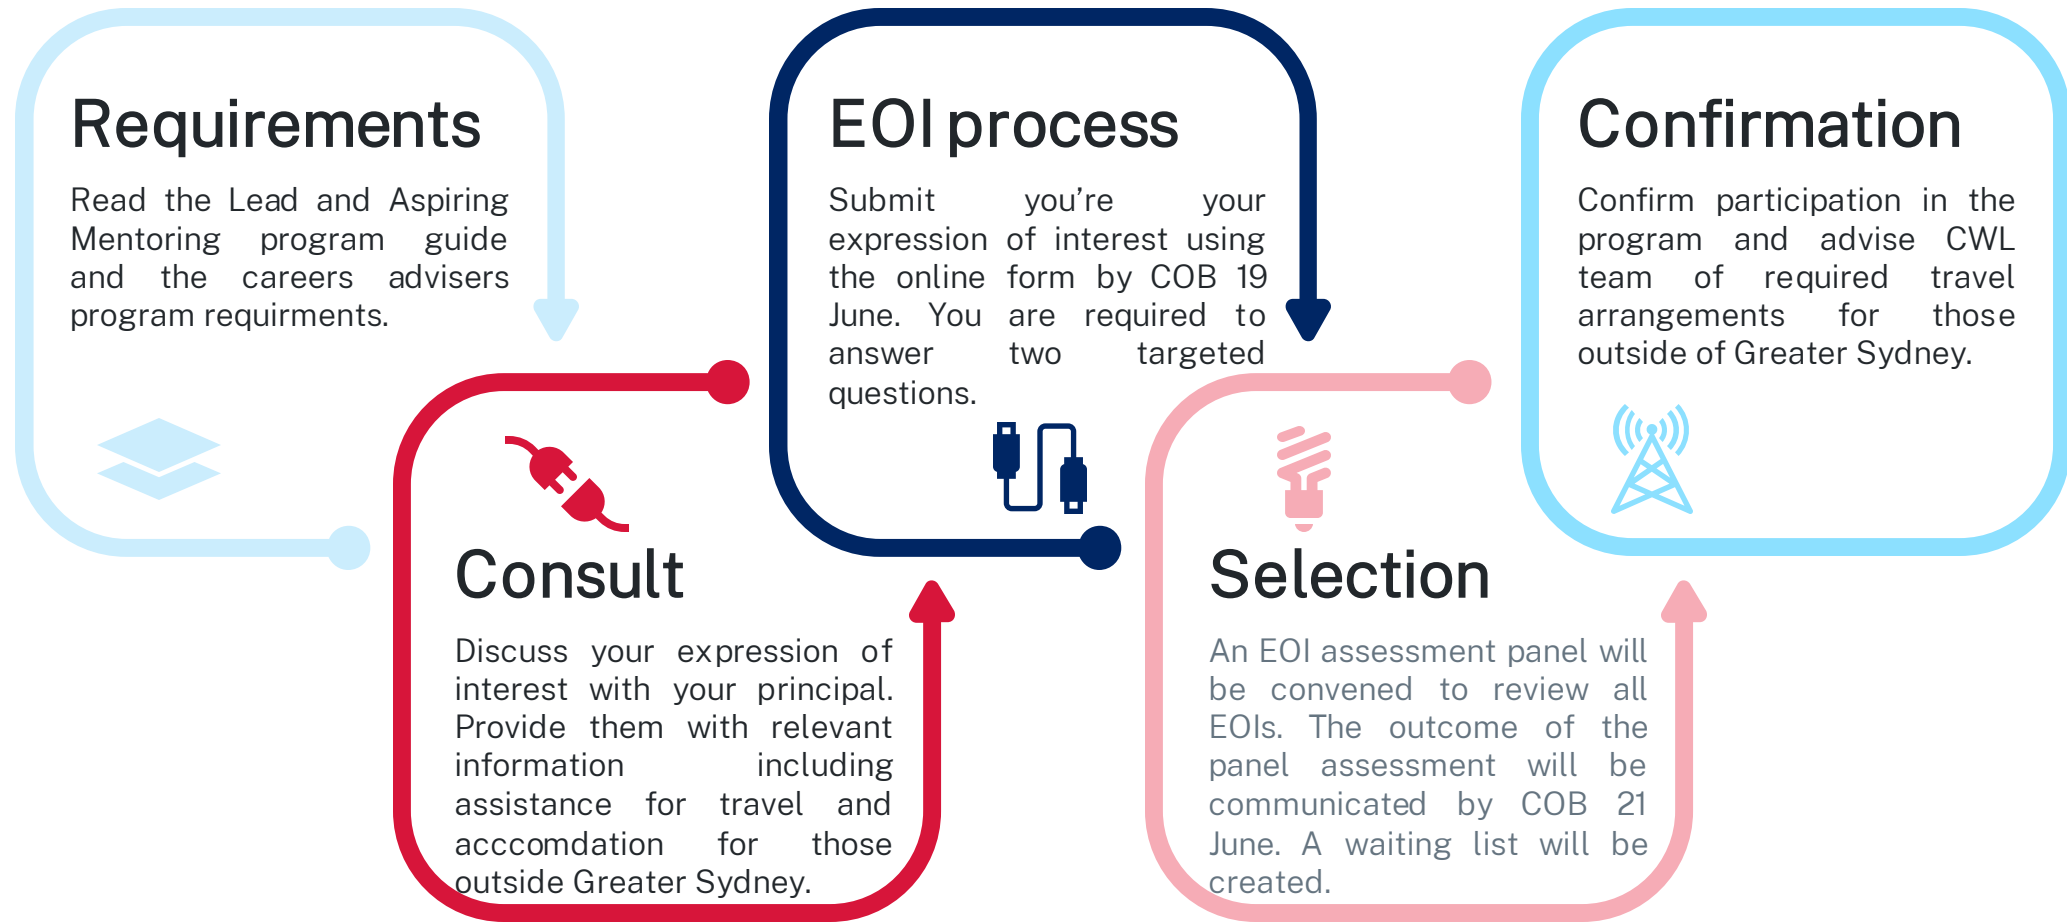 Requirements
Read the Lead and Aspiring
Mentoring program guide
and the careers advisers
program requirments.
Consult
Discuss your expression of
interest with your principal.
Provide them with relevant
information including
assistance for travel and
acccomdation for those
outside Greater Sydney.
EOI process
Submit you’re your
expression of interest using
the online form by COB 19
June. You are required to
answer two targeted
questions.
Selection
An EOI assessment panel will
be convened to review all
EOIs. The outcome of the
panel assessment will be
communicated by COB 21
June. A waiting list will be
created.
Confirmation
Confirm participation in the
program and advise CWL
team of required travel
arrangements for those
outside of Greater Sydney.